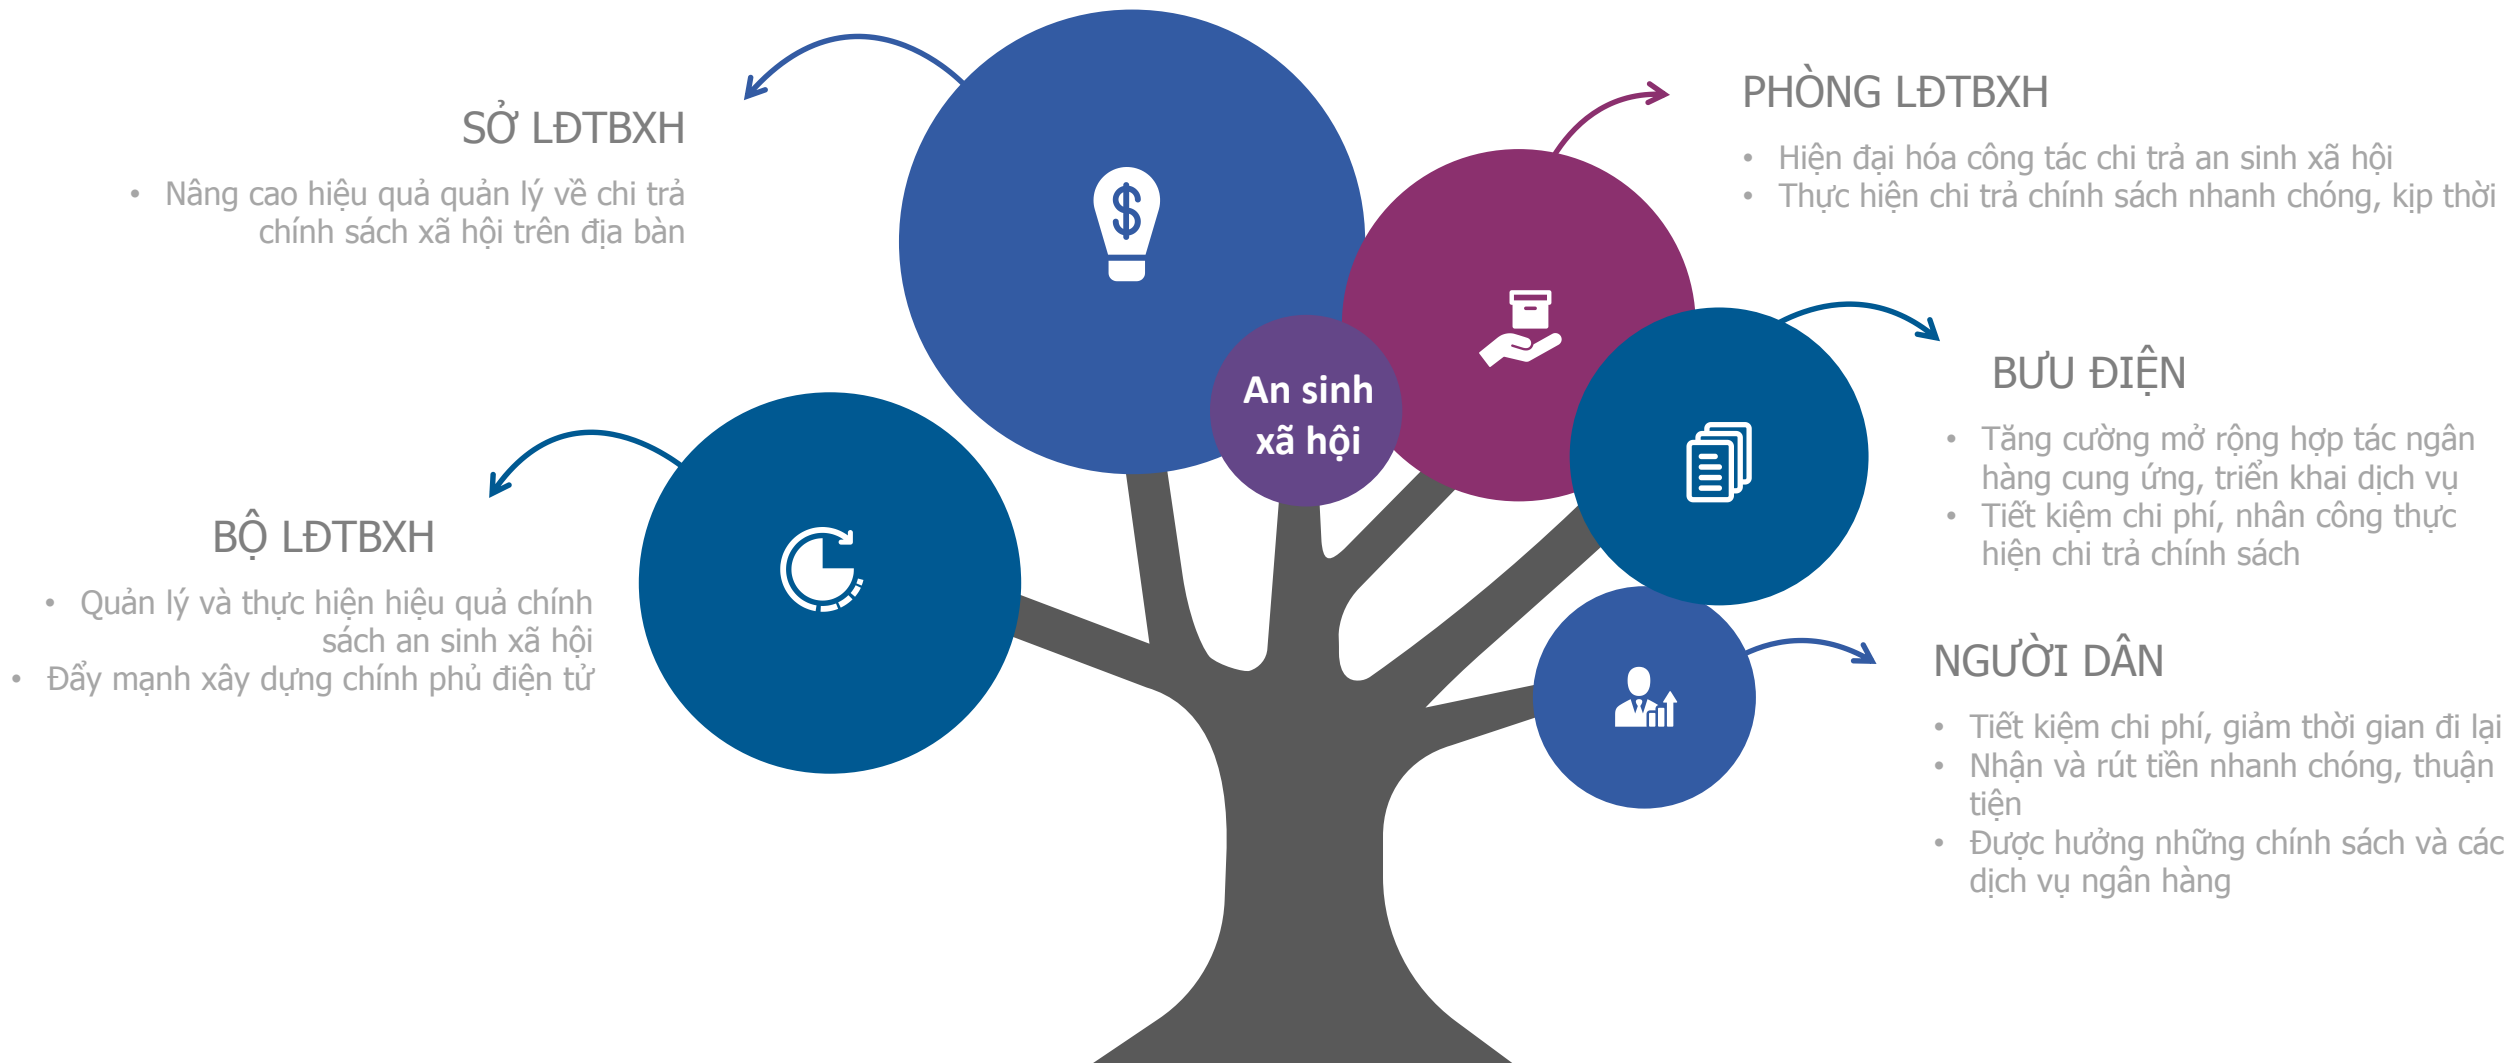 SỞ LĐTBXH
• Nâng cao hiệu quả quản lý về chi trả
chính sách xã hội trên địa bàn
BỘ LĐTBXH
• Quản lý và thực hiện hiệu quả chính
sách an sinh xã hội
• Đẩy mạnh xây dựng chính phủ điện tử
An sinh
xã hội
PHÒNG LĐTBXH
• Hiện đại hóa công tác chi trả an sinh xã hội
• Thực hiện chi trả chính sách nhanh chóng, kịp thời
BƯU ĐIỆN
• Tăng cường mở rộng hợp tác ngân
hàng cung ứng, triển khai dịch vụ
• Tiết kiệm chi phí, nhân công thực
hiện chi trả chính sách
NGƯỜI DÂN
• Tiết kiệm chi phí, giảm thời gian đi lại
• Nhận và rút tiền nhanh chóng, thuận
tiện
• Được hưởng những chính sách và các
dịch vụ ngân hàng